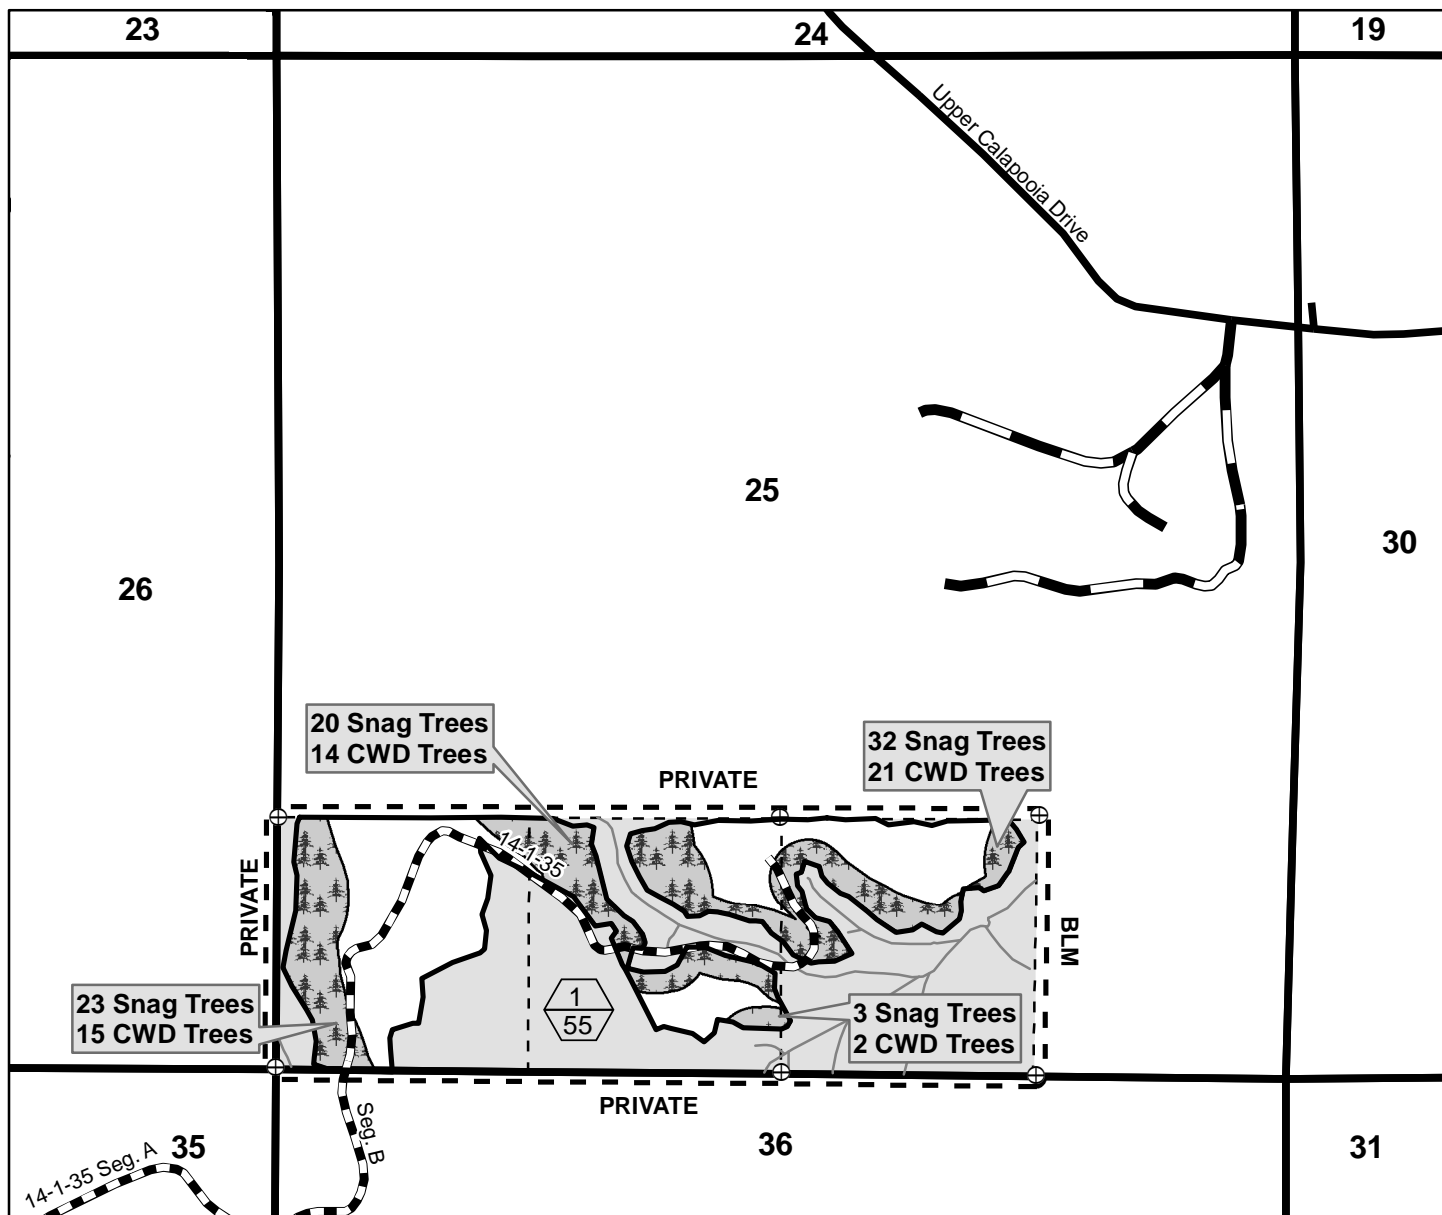 23
24
19
Upper Calapooia Drive
25
30
26
20 Snag Trees
14 CWD Trees
32 Snag Trees
21 CWD Trees
PRIVATE
14-1-35
PRIVATE
BLM
23 Snag Trees
15 CWD Trees
1
55
3 Snag Trees
2 CWD Trees
PRIVATE
Seg. B
14-1-35 Seg. A
35
36
31